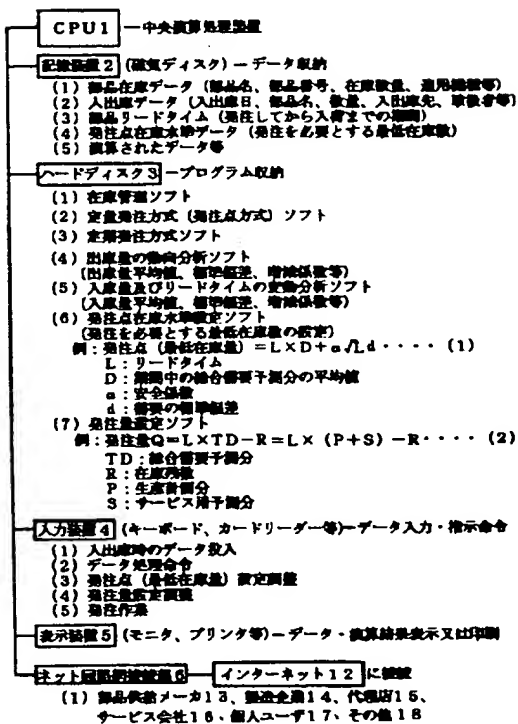 CPU1 ―中央演算処理装置
記憶装置2 (磁気ディスク)―データ収納
(1) 部品在庫データ (部品名、部品番号、在庫数量、適用機種等)
(2) 入出庫データ (入出庫日、部品名、数量、入出庫先、取扱者等)
(3) 部品リードタイム (発注してから入荷までの期間)
(4) 発注点在庫水準データ (発注を必要とする最低在庫数)
(5) 演算されたデータ等
ハードディスク3 ―プログラム収納
(1) 在庫管理ソフト
(2) 定量発注方式 (発注点方式) ソフト
(3) 定期発注方式ソフト
(4) 出庫量の動向分析ソフト
(出庫量平均値、標準偏差、増減係数等)
(5) 入庫量及びリードタイムの変動分析ソフト
(入庫量平均値、標準偏差、増減係数等)
(6) 発注点在庫水準設定ソフト
(発注を必要とする最低在庫数の設定)
例:発注点 (最低在庫量) =L×D+α√Ld・・・・ (1)
L:リードタイム
D:期間中の総合需要予測分の平均値
α:安全係数
d:需要の標準偏差
(7) 発注量設定ソフト
例:発注量Q=L×TD-R=L× (P+S) -R・・・・ (2)
TD:総合需要予測分
R:在庫残数
P:生産計画分
S:サービス用予測分
入力装置4 (キーボード、カードリーダー等)―データ入力・指示命令
(1) 入出庫時のデータ投入
(2) データ処理命令
(3) 発注点 (最低在庫量) 設定調整
(4) 発注量設定調整
(5) 発注作業
表示装置5 (モニタ、プリンタ等)―データ・演算結果表示又は印刷
ネット回路網接続器6 ― インターネット12 に接続
(1) 部品供給メーカ13、製造企業14、代理店15、
サービス会社16・個人ユーザ17、その他18